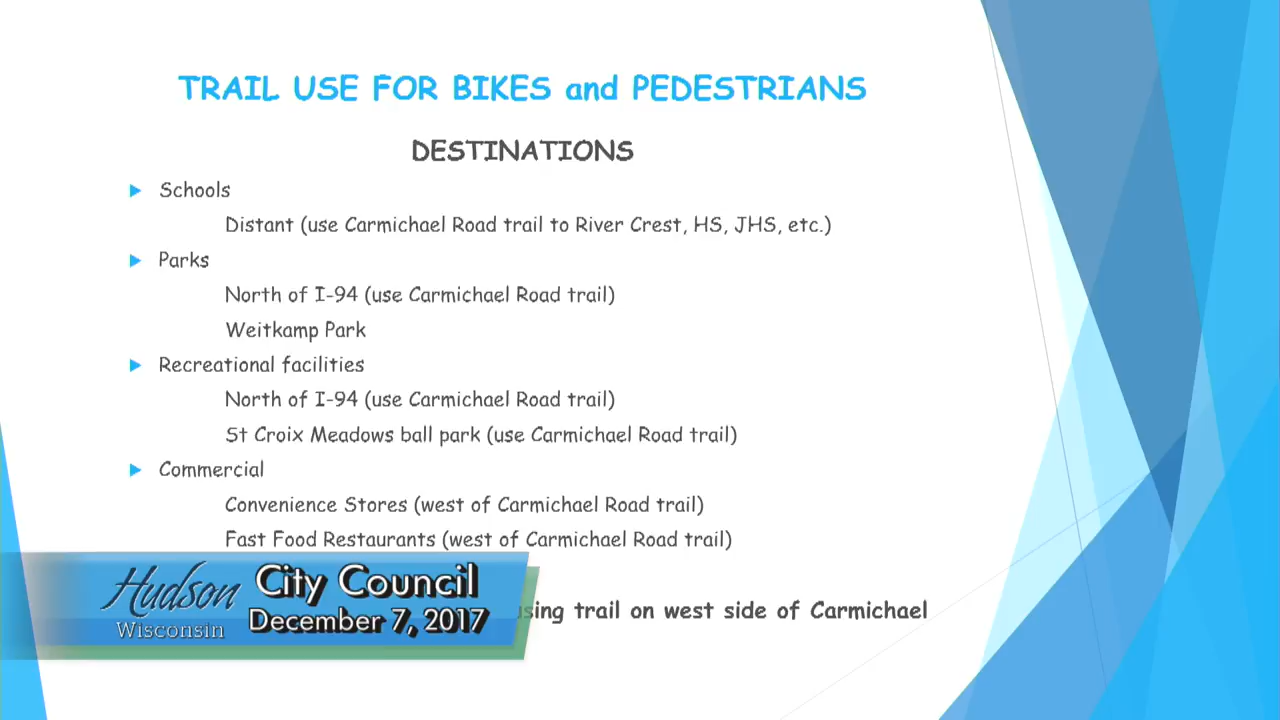 TRAIL USE FOR BIKES and PEDESTRIANS
DESTINATIONS
Schools
Distant (use Carmichael Road trail to River Crest, HS, JHS, etc.)
Parks
North of I-94 (use Carmichael Road trail)
Weitkamp Park
Recreational facilities
North of I-94 (use Carmichael Road trail)
St Croix Meadows ball park (use Carmichael Road trail)
Commercial
Convenience Stores (west of Carmichael Road trail)
Fast Food Restaurants (west of Carmichael Road trail)
trail on west side of Carmichael
Hudson
Wisconsin
City Council
December 7, 2017